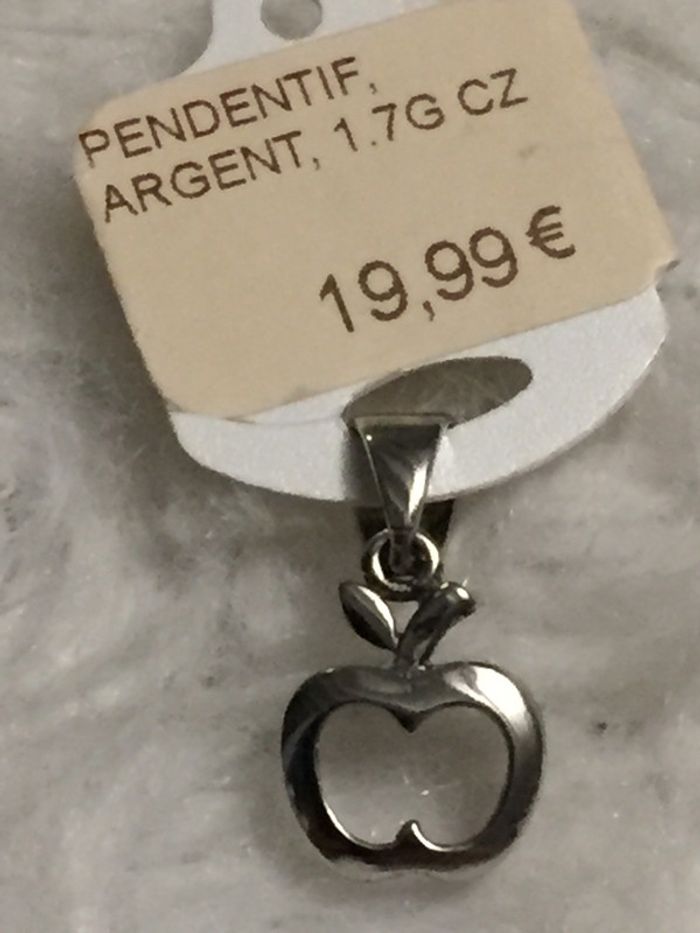 PENDENTIF,
ARGENT, 1.7G CZ
19,99 €